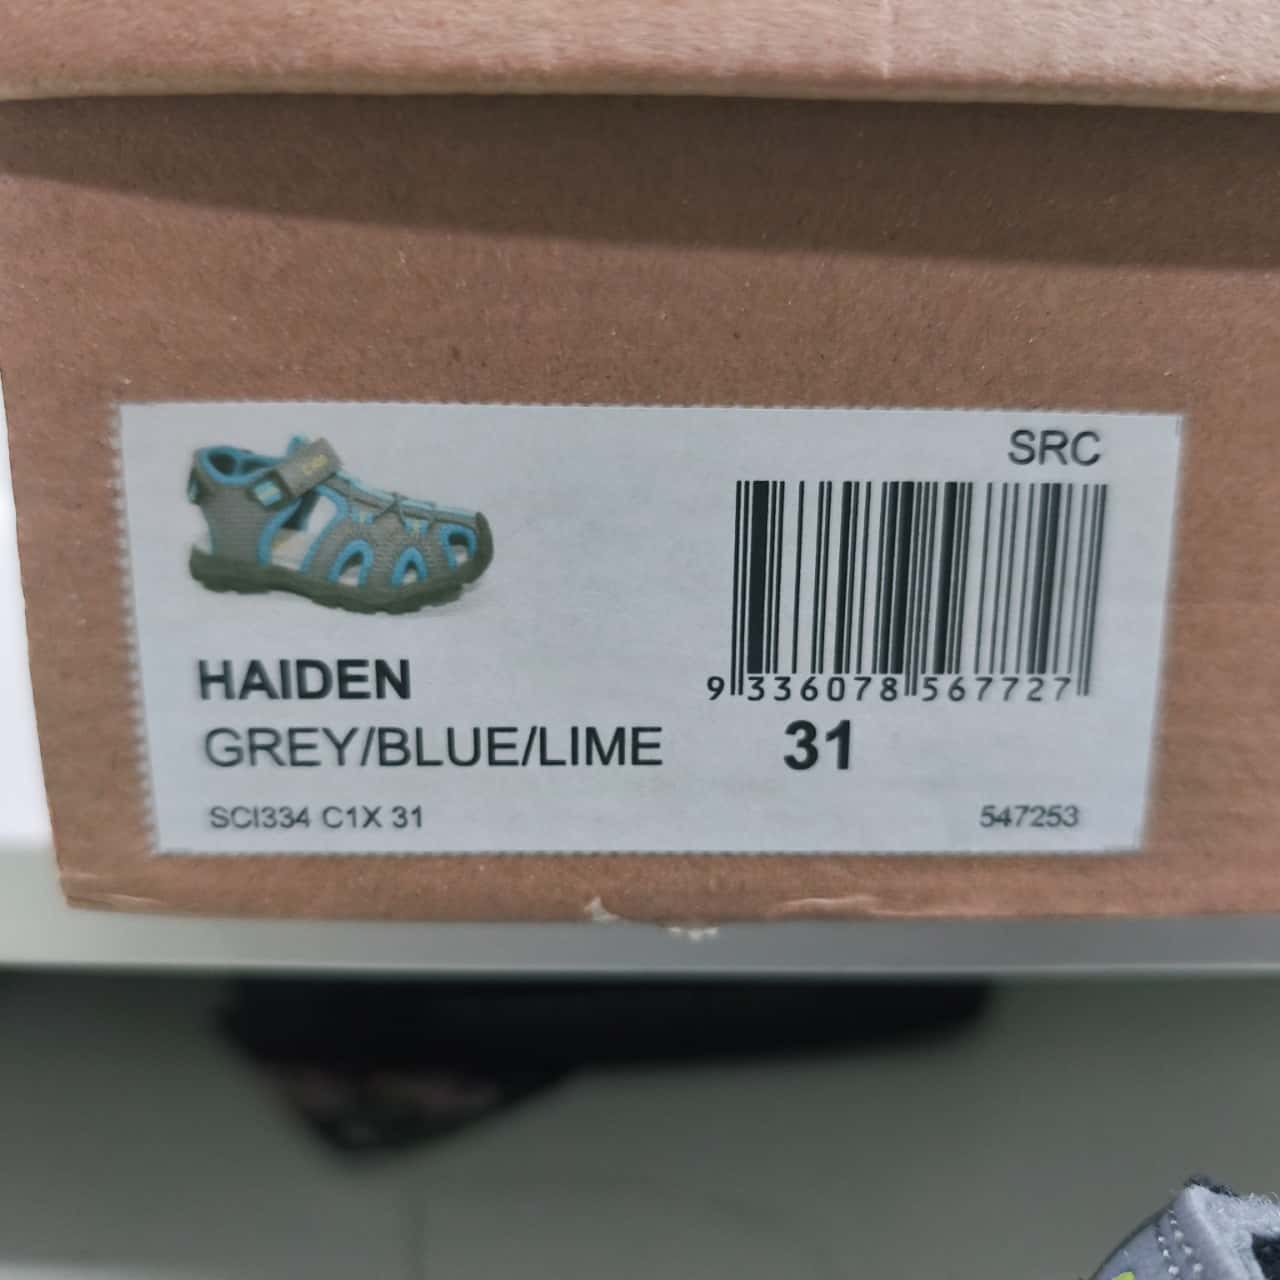 SRC
9 336078 567727
HAIDEN
GREY/BLUE/LIME
31
SCI334 C1X 31
547253